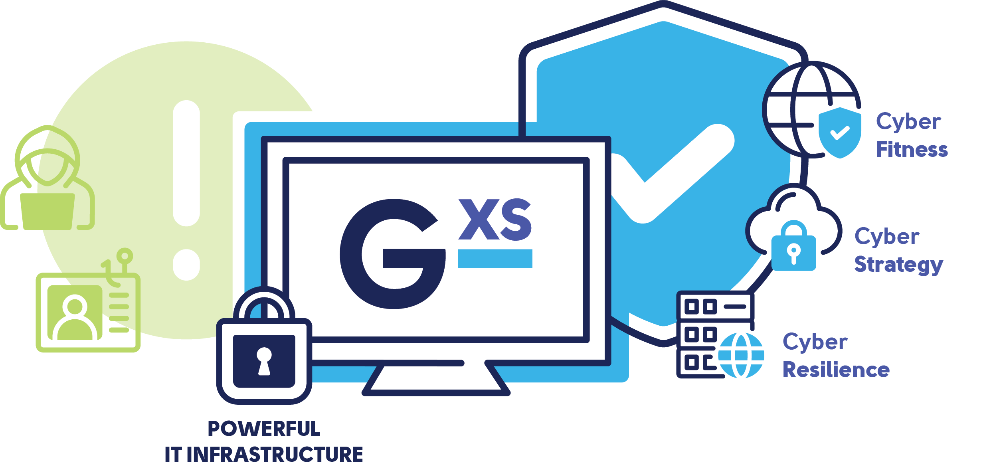 GXS
Cyber
Fitness
Cyber
Strategy
Cyber
Resilience
POWERFUL
IT INFRASTRUCTURE